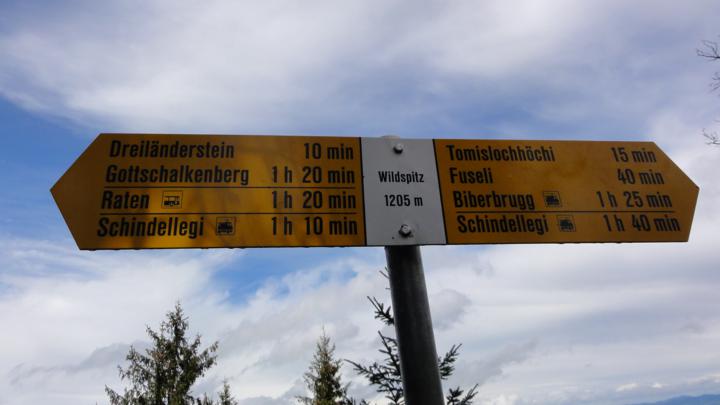 Dreiländerstein 10 min
Gottschalkenberg 1 h 20 min
Raten 1 h 20 min
Schindellegi 1 h 10 min
Wildspitz
1205 m
Tomislochhöchi 15 min
Fuseli 40 min
Biberbrugg 1 h 25 min
Schindellegi 1 h 40 min